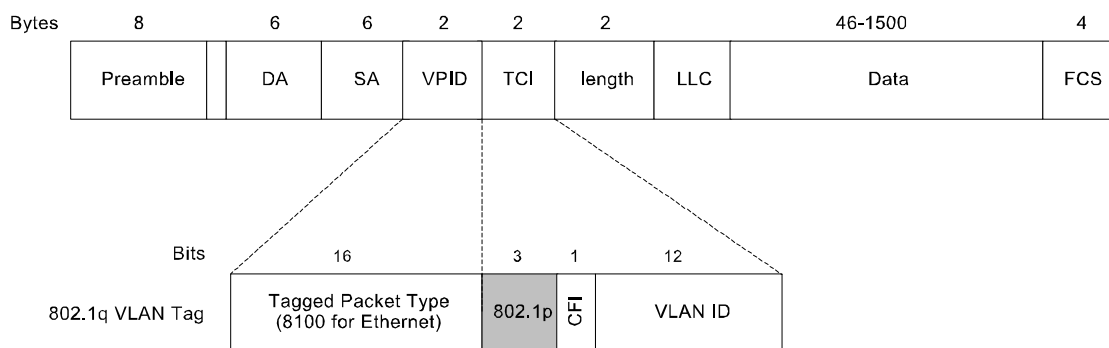 Bytes 8 6 6 2 2 2 46-1500 4
Preamble DA SA VPID TCI length LLC Data FCS
Bits 16 3 1 12
802.1q VLAN Tag
Tagged Packet Type
(8100 for Ethernet)
802.1p
CFI
VLAN ID